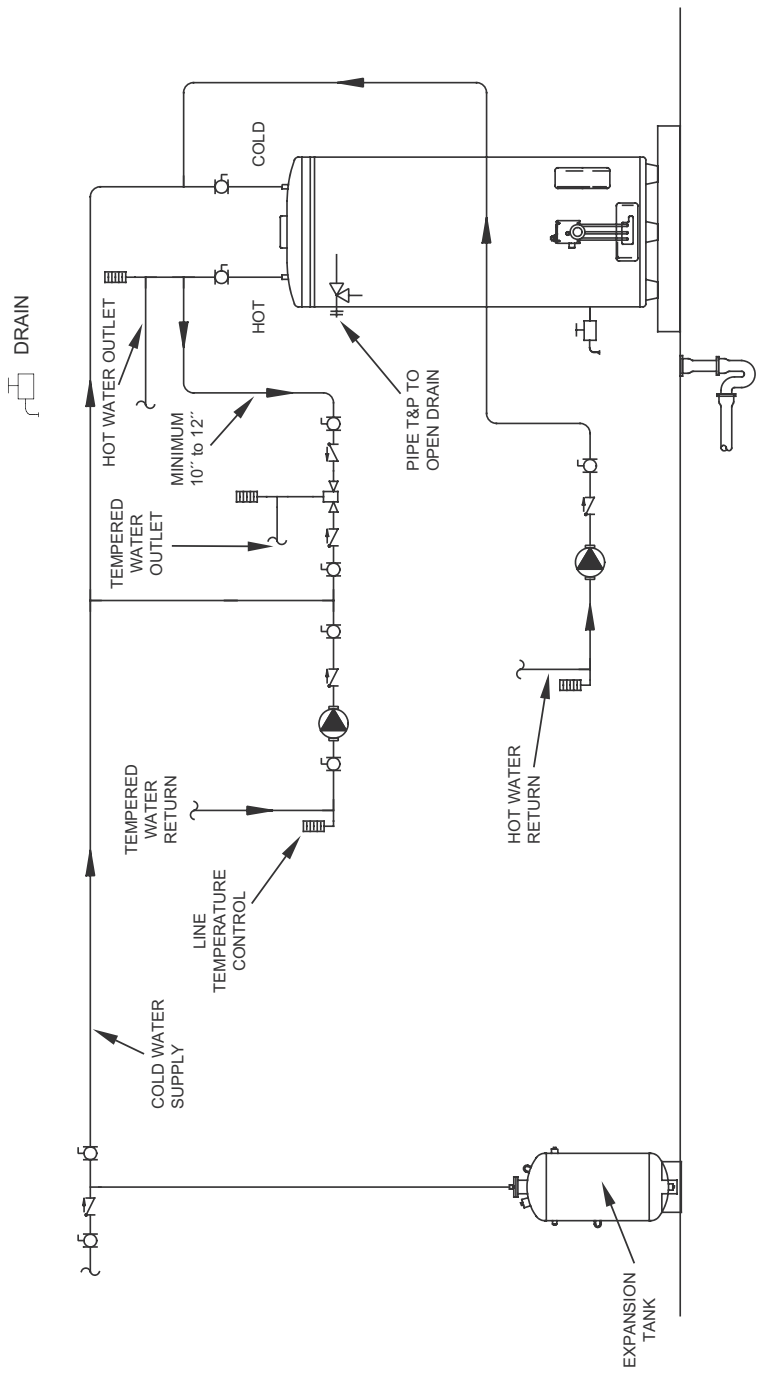 DRAIN
HOT WATER OUTLET
COLD
HOT
MINIMUM
10" to 12"
TEMPERED
WATER
OUTLET
PIPE T&P TO
OPEN DRAIN
TEMPERED
WATER
RETURN
HOT WATER
RETURN
LINE
TEMPERATURE
CONTROL
COLD WATER
SUPPLY
EXPANSION
TANK